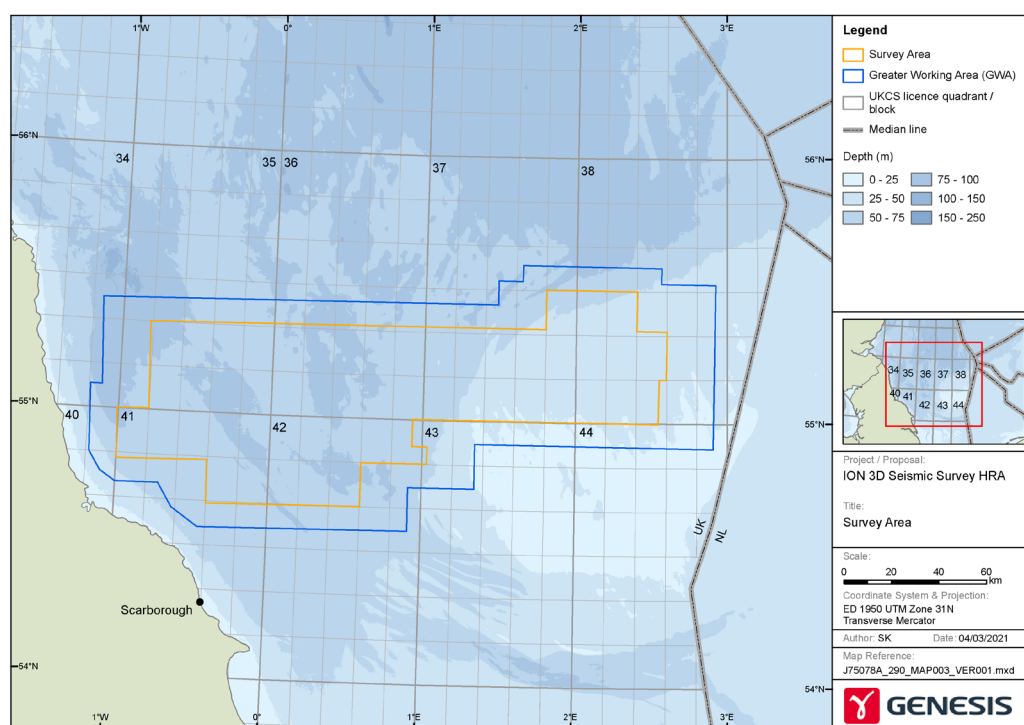 1°W 0° 1°E 2°E 3°E
56°N
56°N
34 35 36 37 38
55°N
55°N
40 41 42 43 44
UK
NL
Scarborough
54°N
54°N
1°W 0° 1°E 2°E 3°E
Legend
Survey Area
Greater Working Area (GWA)
UKCS licence quadrant /
block
Median line
Depth (m)
0 - 25 75 - 100
25 - 50 100 - 150
50 - 75 150 - 250
34 35 36 37 38
40 41 42 43 44
Project / Proposal:
ION 3D Seismic Survey HRA
Title:
Survey Area
Scale:
0 20 40 60
km
Coordinate System & Projection:
ED 1950 UTM Zone 31N
Transverse Mercator
Author: SK Date: 04/03/2021
Map Reference:
J75078A_290_MAP003_VER001.mxd
GENESIS